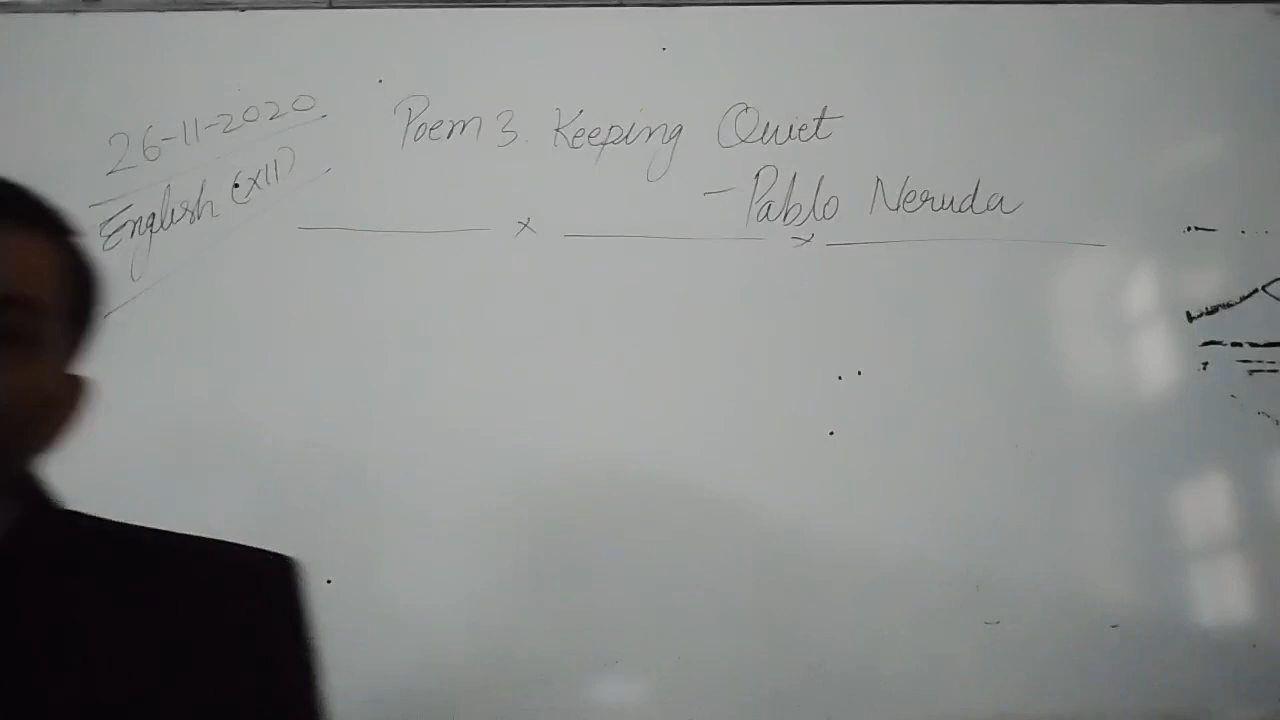 26-11-2020
English (XII)
Poem 3. Keeping Quiet
- Pablo Neruda